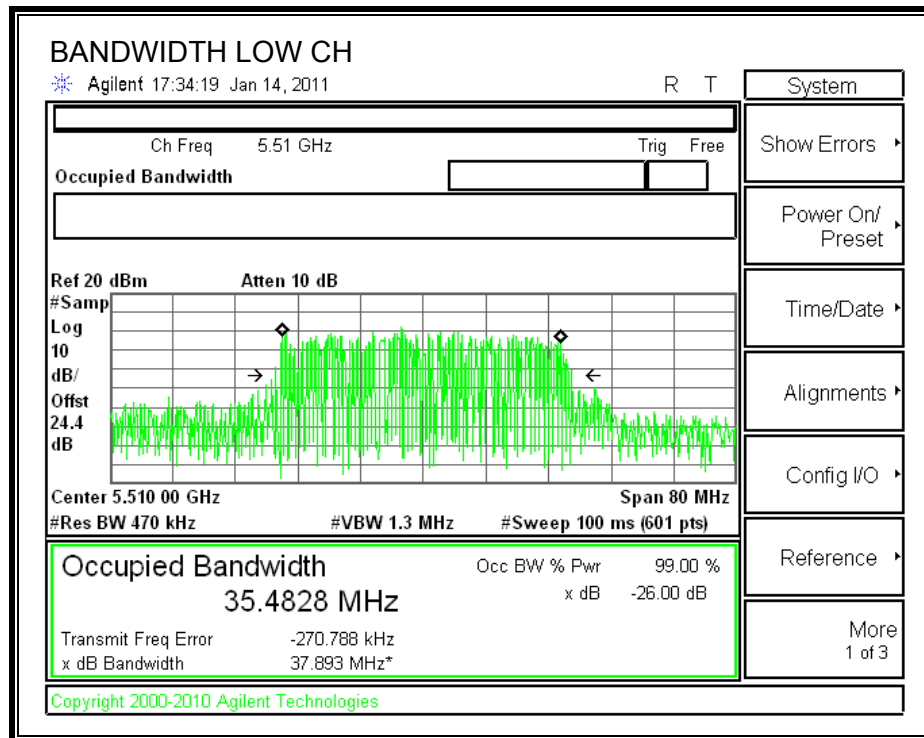 BANDWIDTH LOW CH
Agilent 17:34:19 Jan 14, 2011 R T
Ch Freq 5.51 GHz Trig Free
Occupied Bandwidth
Ref 20 dBm Atten 10 dB
#Samp
Log
10
dB/
Offst
24.4
dB
Center 5.510 00 GHz Span 80 MHz
#Res BW 470 kHz #VBW 1.3 MHz #Sweep 100 ms (601 pts)
Occupied Bandwidth Occ BW % Pwr 99.00 %
35.4828 MHz x dB -26.00 dB
Transmit Freq Error -270.788 kHz
x dB Bandwidth 37.893 MHz*
Copyright 2000-2010 Agilent Technologies
System
Show Errors
Power On/
Preset
Time/Date
Alignments
Config I/O
Reference
More
1 of 3